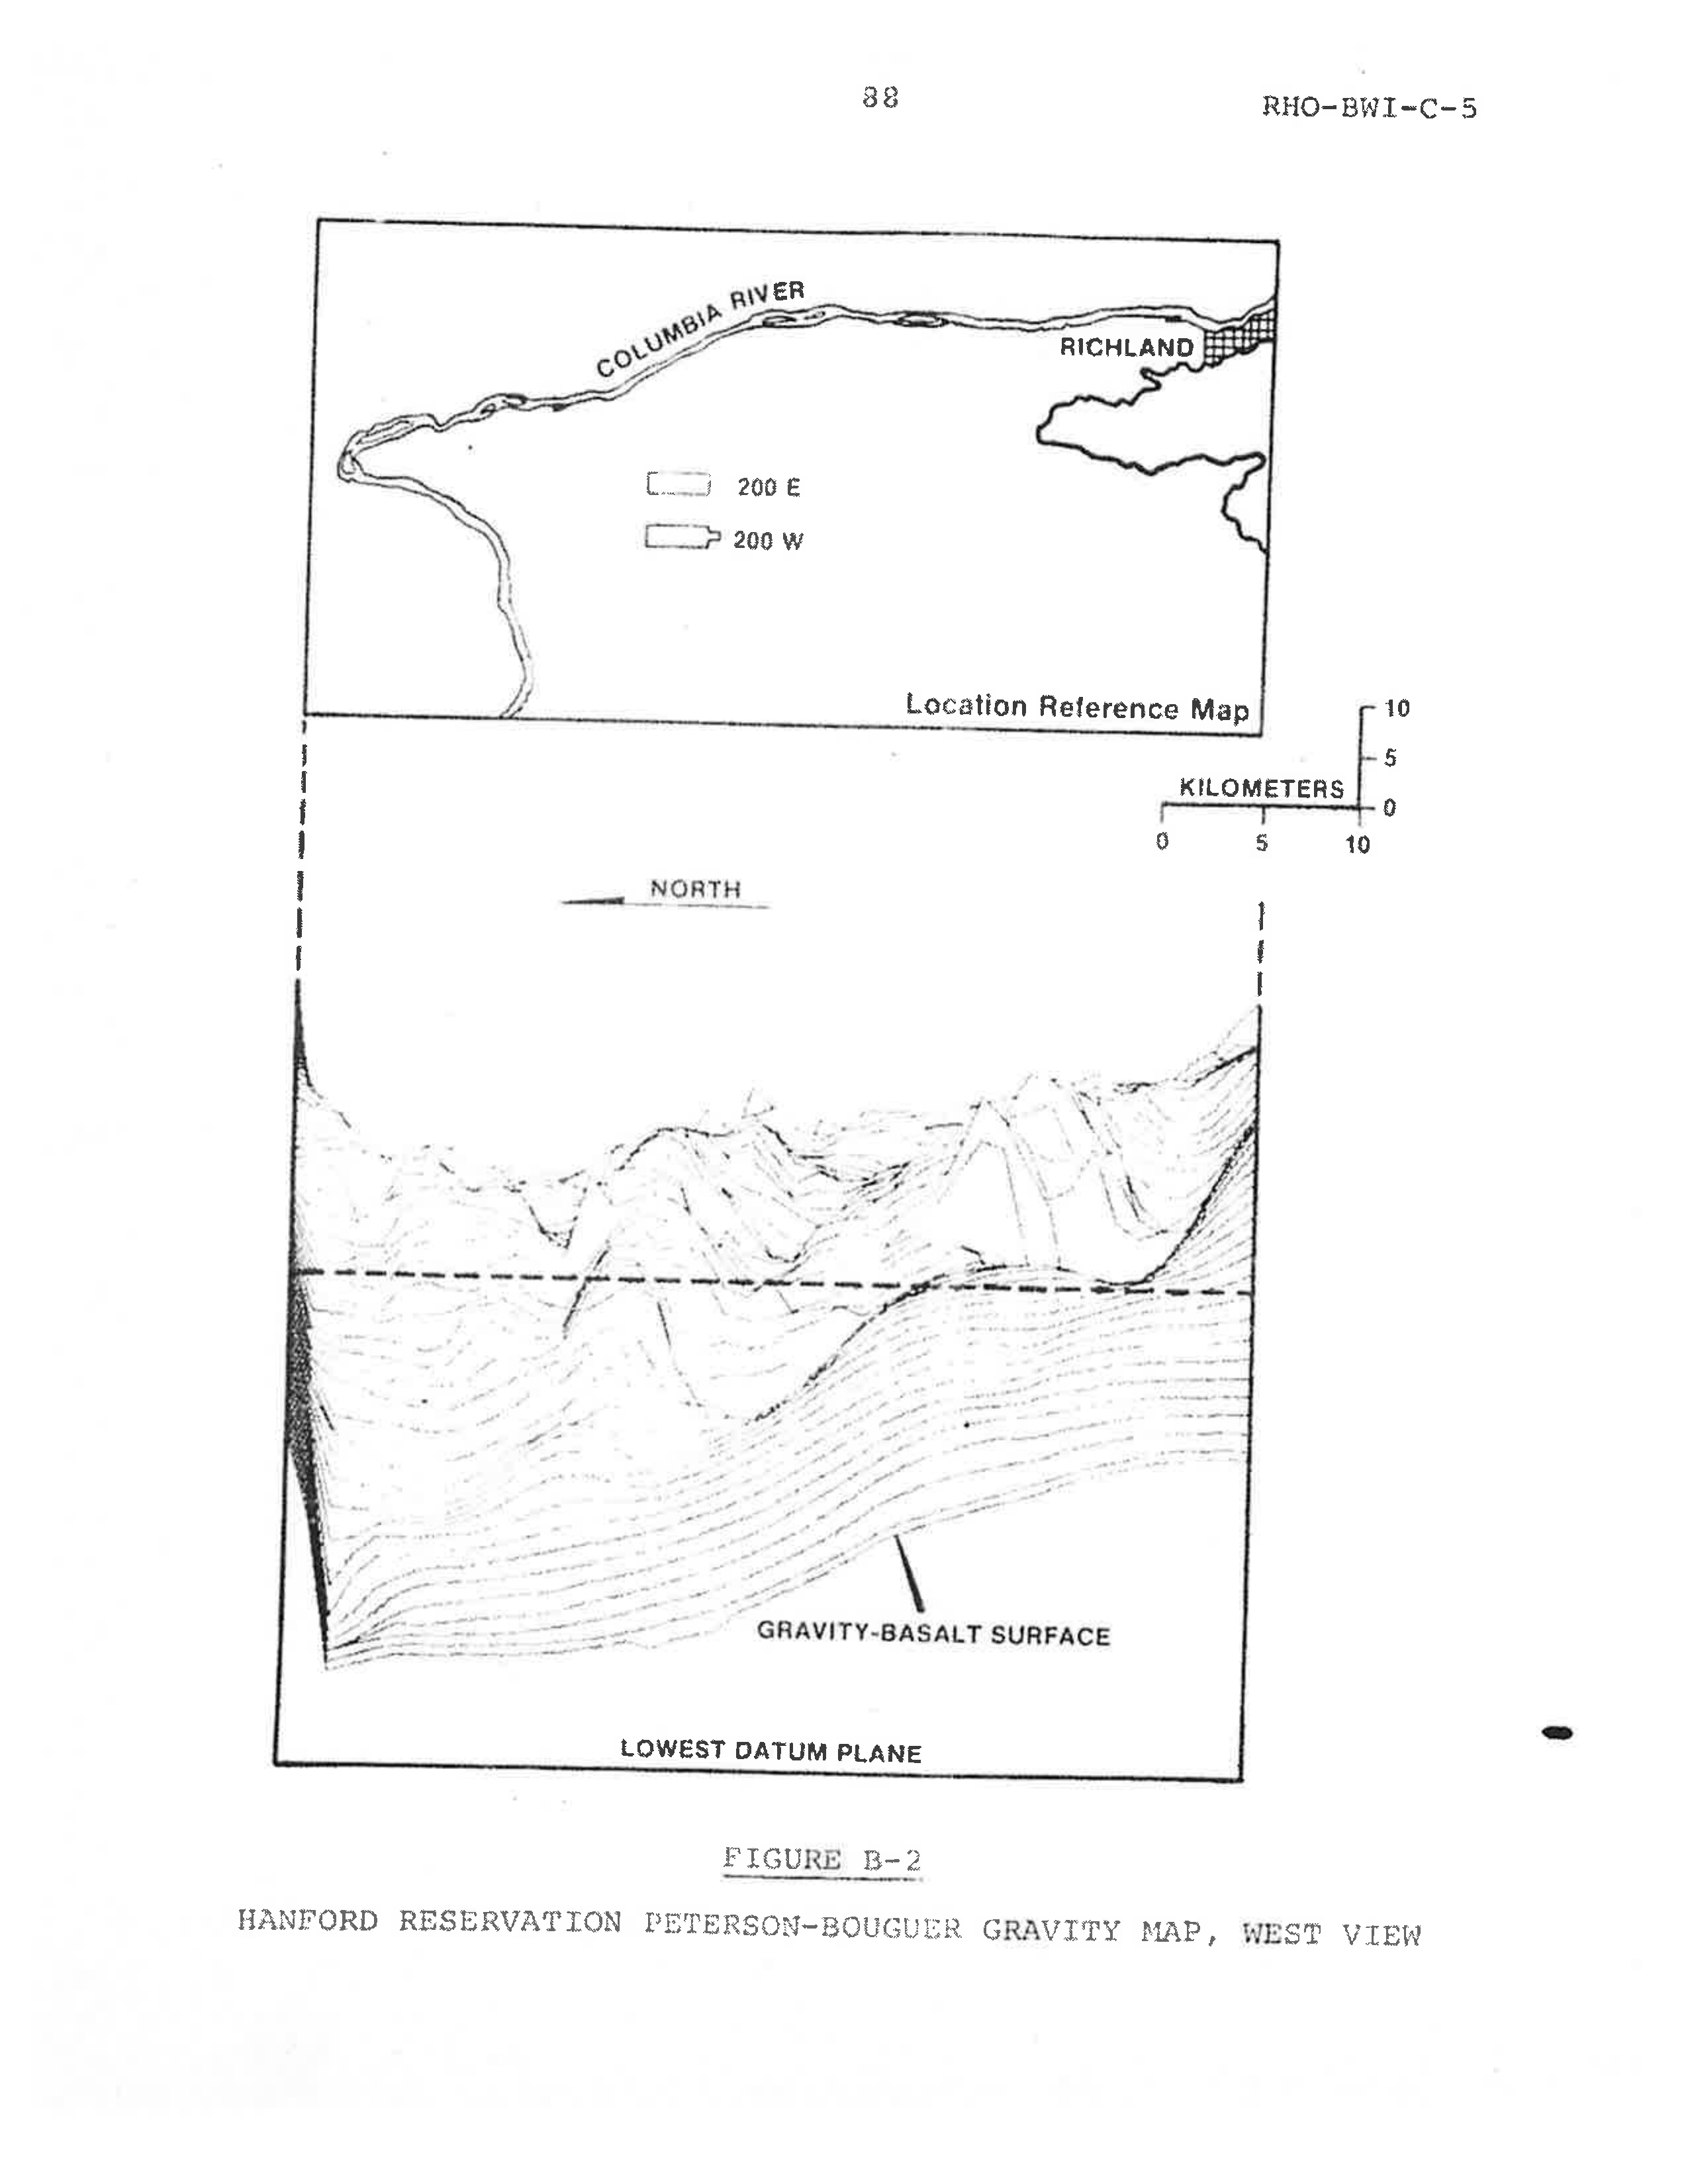 88
RHO-BWI-C-5
COLUMBIA RIVER
RICHLAND
200 E
200 W
Location Reference Map
10
5
KILOMETERS
0
0 5 10
NORTH
GRAVITY-BASALT SURFACE
LOWEST DATUM PLANE
FIGURE B-2
HANFORD RESERVATION PETERSON-BOUGUER GRAVITY MAP, WEST VIEW